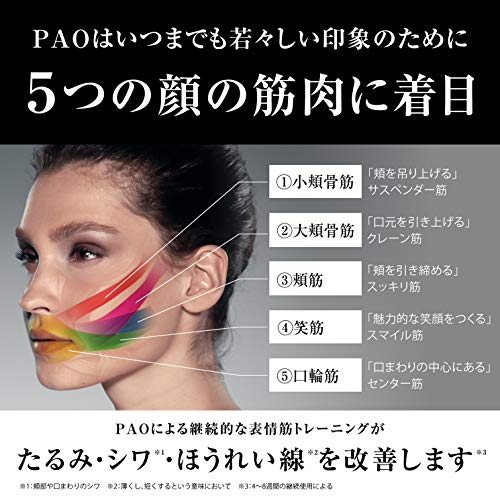 PAOはいつまでも若々しい印象のために
5つの顔の筋肉に着目
①小頬骨筋
「頬を吊り上げる」
サスペンダー筋
②大頬骨筋
「口元を引き上げる」
クレーン筋
③頬筋
「頬を引き締める」
スッキリ筋
④笑筋
「魅力的な笑顔をつくる」
スマイル筋
⑤口輪筋
「口まわりの中心にある」
センター筋
PAOによる継続的な表情筋トレーニングが
たるみ・シワ※1・ほうれい線※2を改善します※3
※1:頬部や口まわりのシワ ※2:薄くし、短くするという意味において ※3:4〜8週間の継続使用による